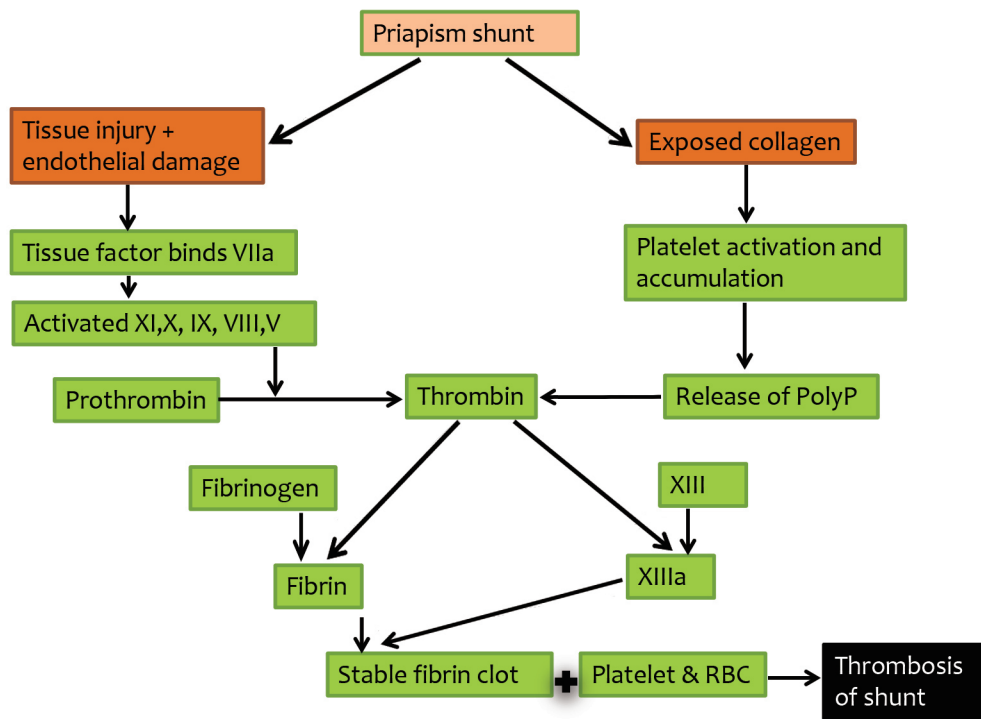 Priapism shunt
Tissue injury +
endothelial damage
Exposed collagen
Tissue factor binds VIIa
Platelet activation and
accumulation
Activated XI,X, IX, VIII,V
Prothrombin
Thrombin
Release of PolyP
Fibrinogen
XIII
Fibrin
XIIIa
Stable fibrin clot
+
Platelet & RBC
Thrombosis
of shunt